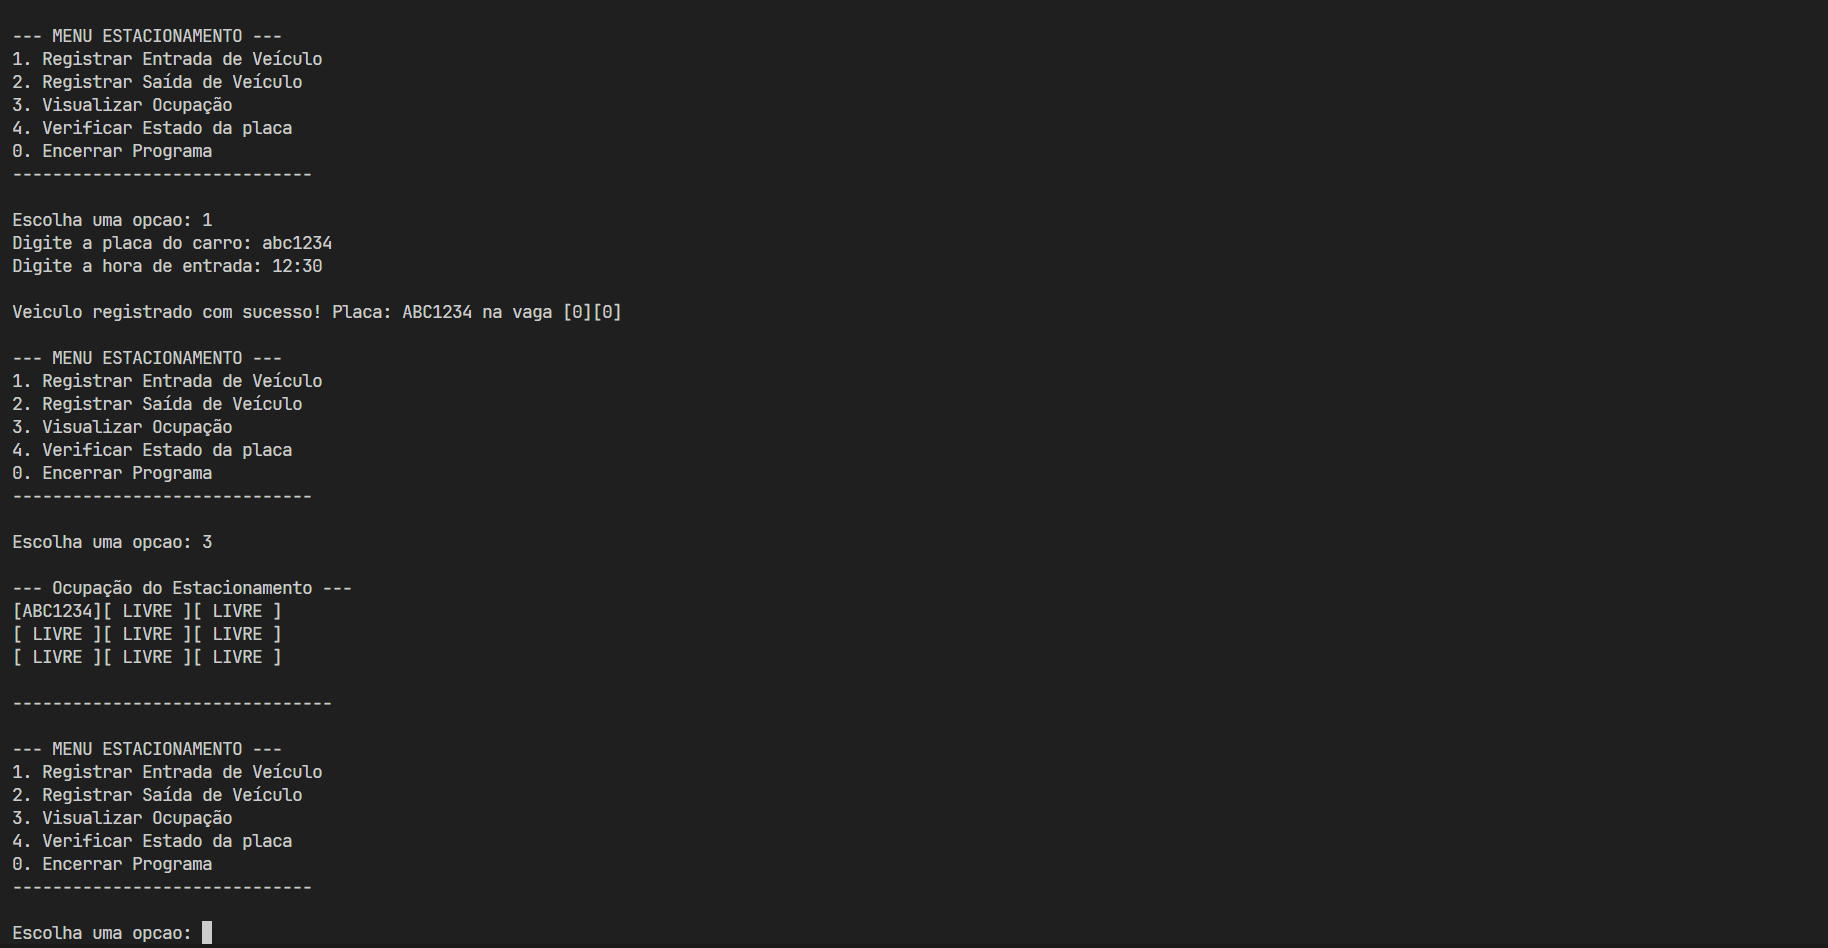 --- MENU ESTACIONAMENTO ---
1. Registrar Entrada de Veículo
2. Registrar Saída de Veículo
3. Visualizar Ocupação
4. Verificar Estado da placa
0. Encerrar Programa
------------------------------
Escolha uma opcao: 1
Digite a placa do carro: abc1234
Digite a hora de entrada: 12:30
Veiculo registrado com sucesso! Placa: ABC1234 na vaga [0][0]
--- MENU ESTACIONAMENTO ---
1. Registrar Entrada de Veículo
2. Registrar Saída de Veículo
3. Visualizar Ocupação
4. Verificar Estado da placa
0. Encerrar Programa
------------------------------
Escolha uma opcao: 3
--- Ocupação do Estacionamento ---
[ABC1234][ LIVRE ][ LIVRE ]
[ LIVRE ][ LIVRE ][ LIVRE ]
[ LIVRE ][ LIVRE ][ LIVRE ]
--------------------------------
--- MENU ESTACIONAMENTO ---
1. Registrar Entrada de Veículo
2. Registrar Saída de Veículo
3. Visualizar Ocupação
4. Verificar Estado da placa
0. Encerrar Programa
------------------------------
Escolha uma opcao: